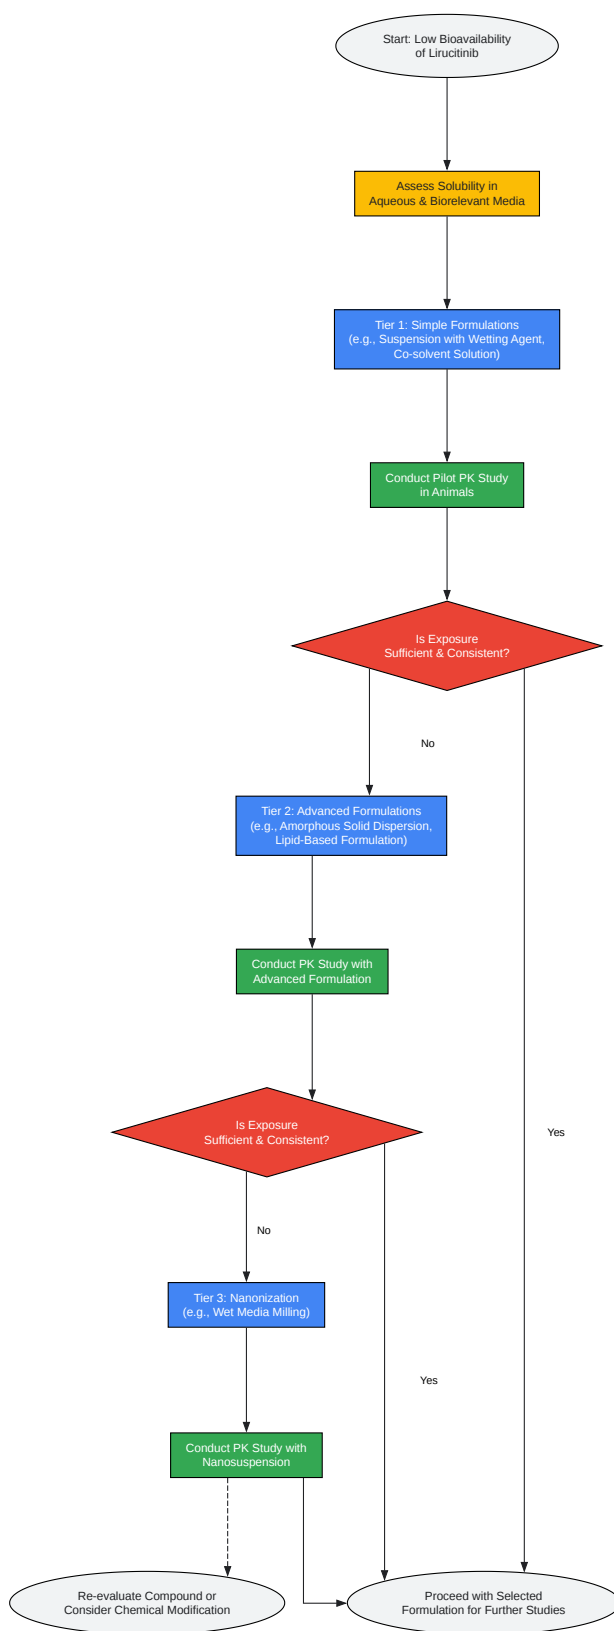 Start: Low Bioavailability
of Lirucitinib
Assess Solubility in
Aqueous & Biorelevant Media
Tier 1: Simple Formulations
(e.g., Suspension with Wetting Agent,
Co-solvent Solution)
Conduct Pilot PK Study
in Animals
Is Exposure
Sufficient & Consistent?
No
Tier 2: Advanced Formulations
(e.g., Amorphous Solid Dispersion,
Lipid-Based Formulation)
Conduct PK Study with
Advanced Formulation
Is Exposure
Sufficient & Consistent?
Yes
No
Tier 3: Nanonization
(e.g., Wet Media Milling)
Yes
Conduct PK Study with
Nanosuspension
Re-evaluate Compound or
Consider Chemical Modification
Proceed with Selected
Formulation for Further Studies